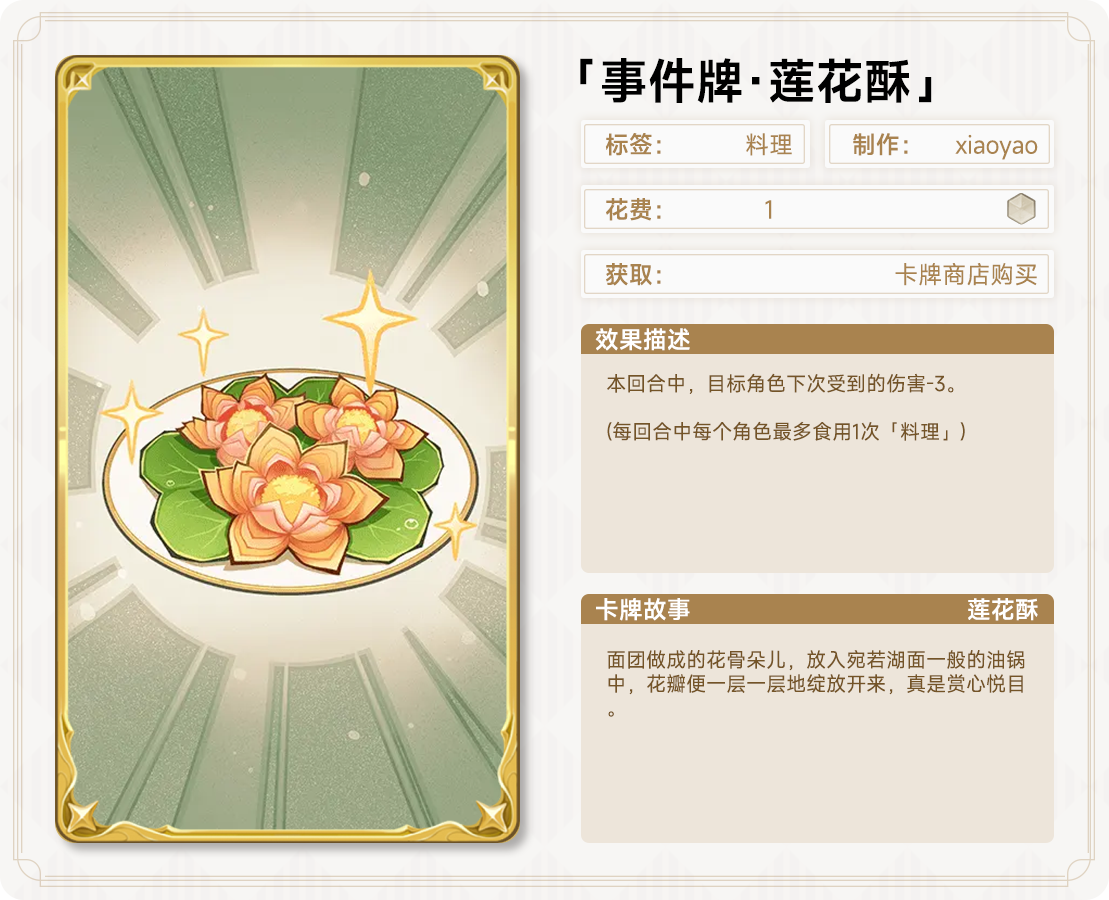 「事件牌·莲花酥」
标签： 料理 制作： xiaoyao
花费： 1
获取： 卡牌商店购买
效果描述
本回合中，目标角色下次受到的伤害-3。
(每回合中每个角色最多食用1次「料理」)
卡牌故事 莲花酥
面团做成的花骨朵儿，放入宛若湖面一般的油锅
中，花瓣便一层一层地绽放开来，真是赏心悦目
。